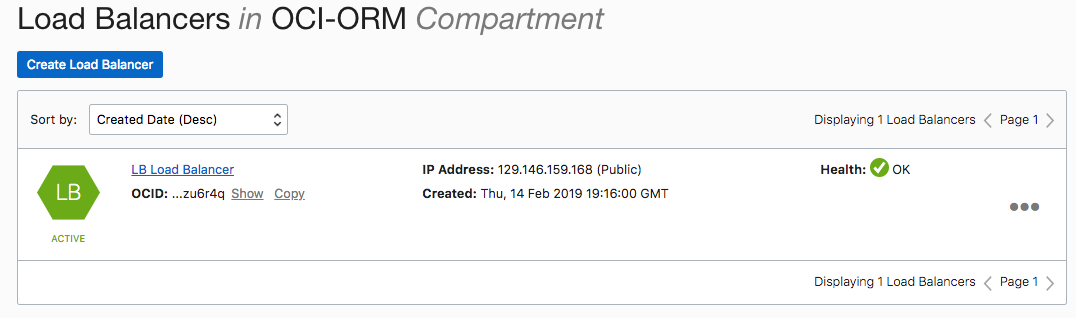 Load Balancers in OCI-ORM Compartment
Create Load Balancer
Sort by: Created Date (Desc) Displaying 1 Load Balancers Page 1
LB
LB Load Balancer IP Address: 129.146.159.168 (Public) Health: OK
OCID: ...zu6r4q Show Copy Created: Thu, 14 Feb 2019 19:16:00 GMT
ACTIVE
Displaying 1 Load Balancers Page 1